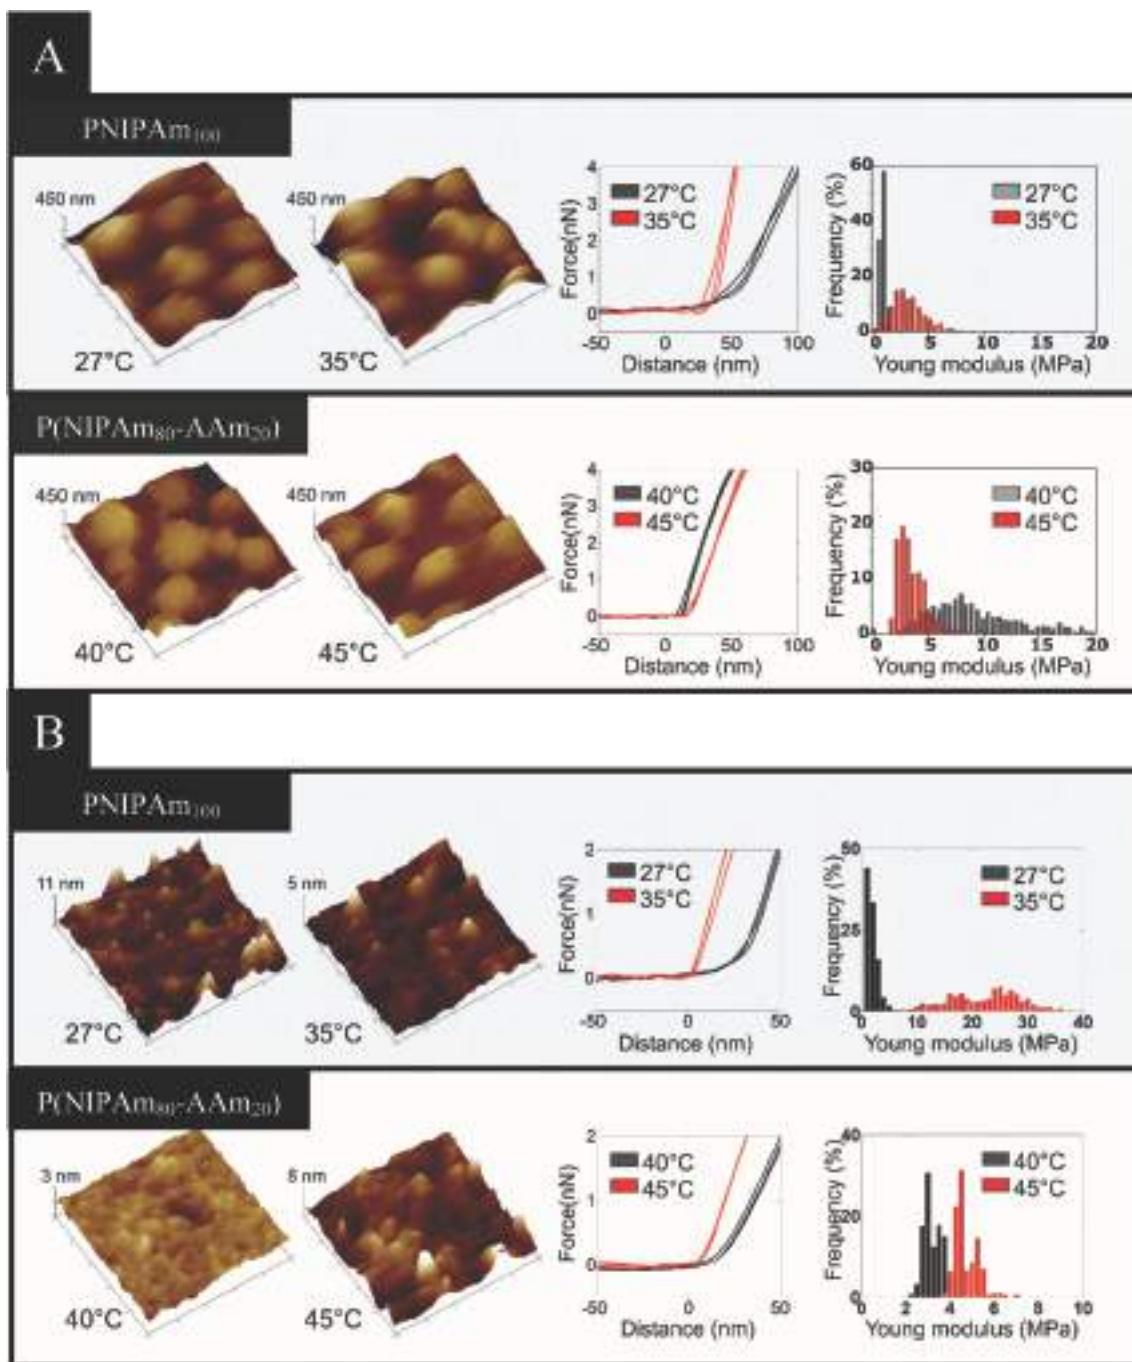 A
PNIPAm₁₀₀
450 nm
27°C
450 nm
35°C
Force(nN)
4
3
2
1
0
-50 0 50 100
Distance (nm)
27°C
35°C
Frequency (%)
60
40
20
0
0 5 10 15 20
Young modulus (MPa)
27°C
35°C
P(NIPAm₈₀-AAm₂₀)
450 nm
40°C
450 nm
45°C
Force(nN)
4
3
2
1
0
-50 0 50 100
Distance (nm)
40°C
45°C
Frequency (%)
30
20
10
0
0 5 10 15 20
Young modulus (MPa)
40°C
45°C
B
PNIPAm₁₀₀
11 nm
27°C
5 nm
35°C
Force(nN)
2
1
0
-50 0 50
Distance (nm)
27°C
35°C
Frequency (%)
50
25
0
0 10 20 30 40
Young modulus (MPa)
27°C
35°C
P(NIPAm₈₀-AAm₂₀)
3 nm
40°C
45°C
Force(nN)
2
1
0
-50 0 50
Distance (nm)
40°C
45°C
Frequency (%)
40
20
0
0 2 4 6 8 10
Young modulus (MPa)
40°C
45°C